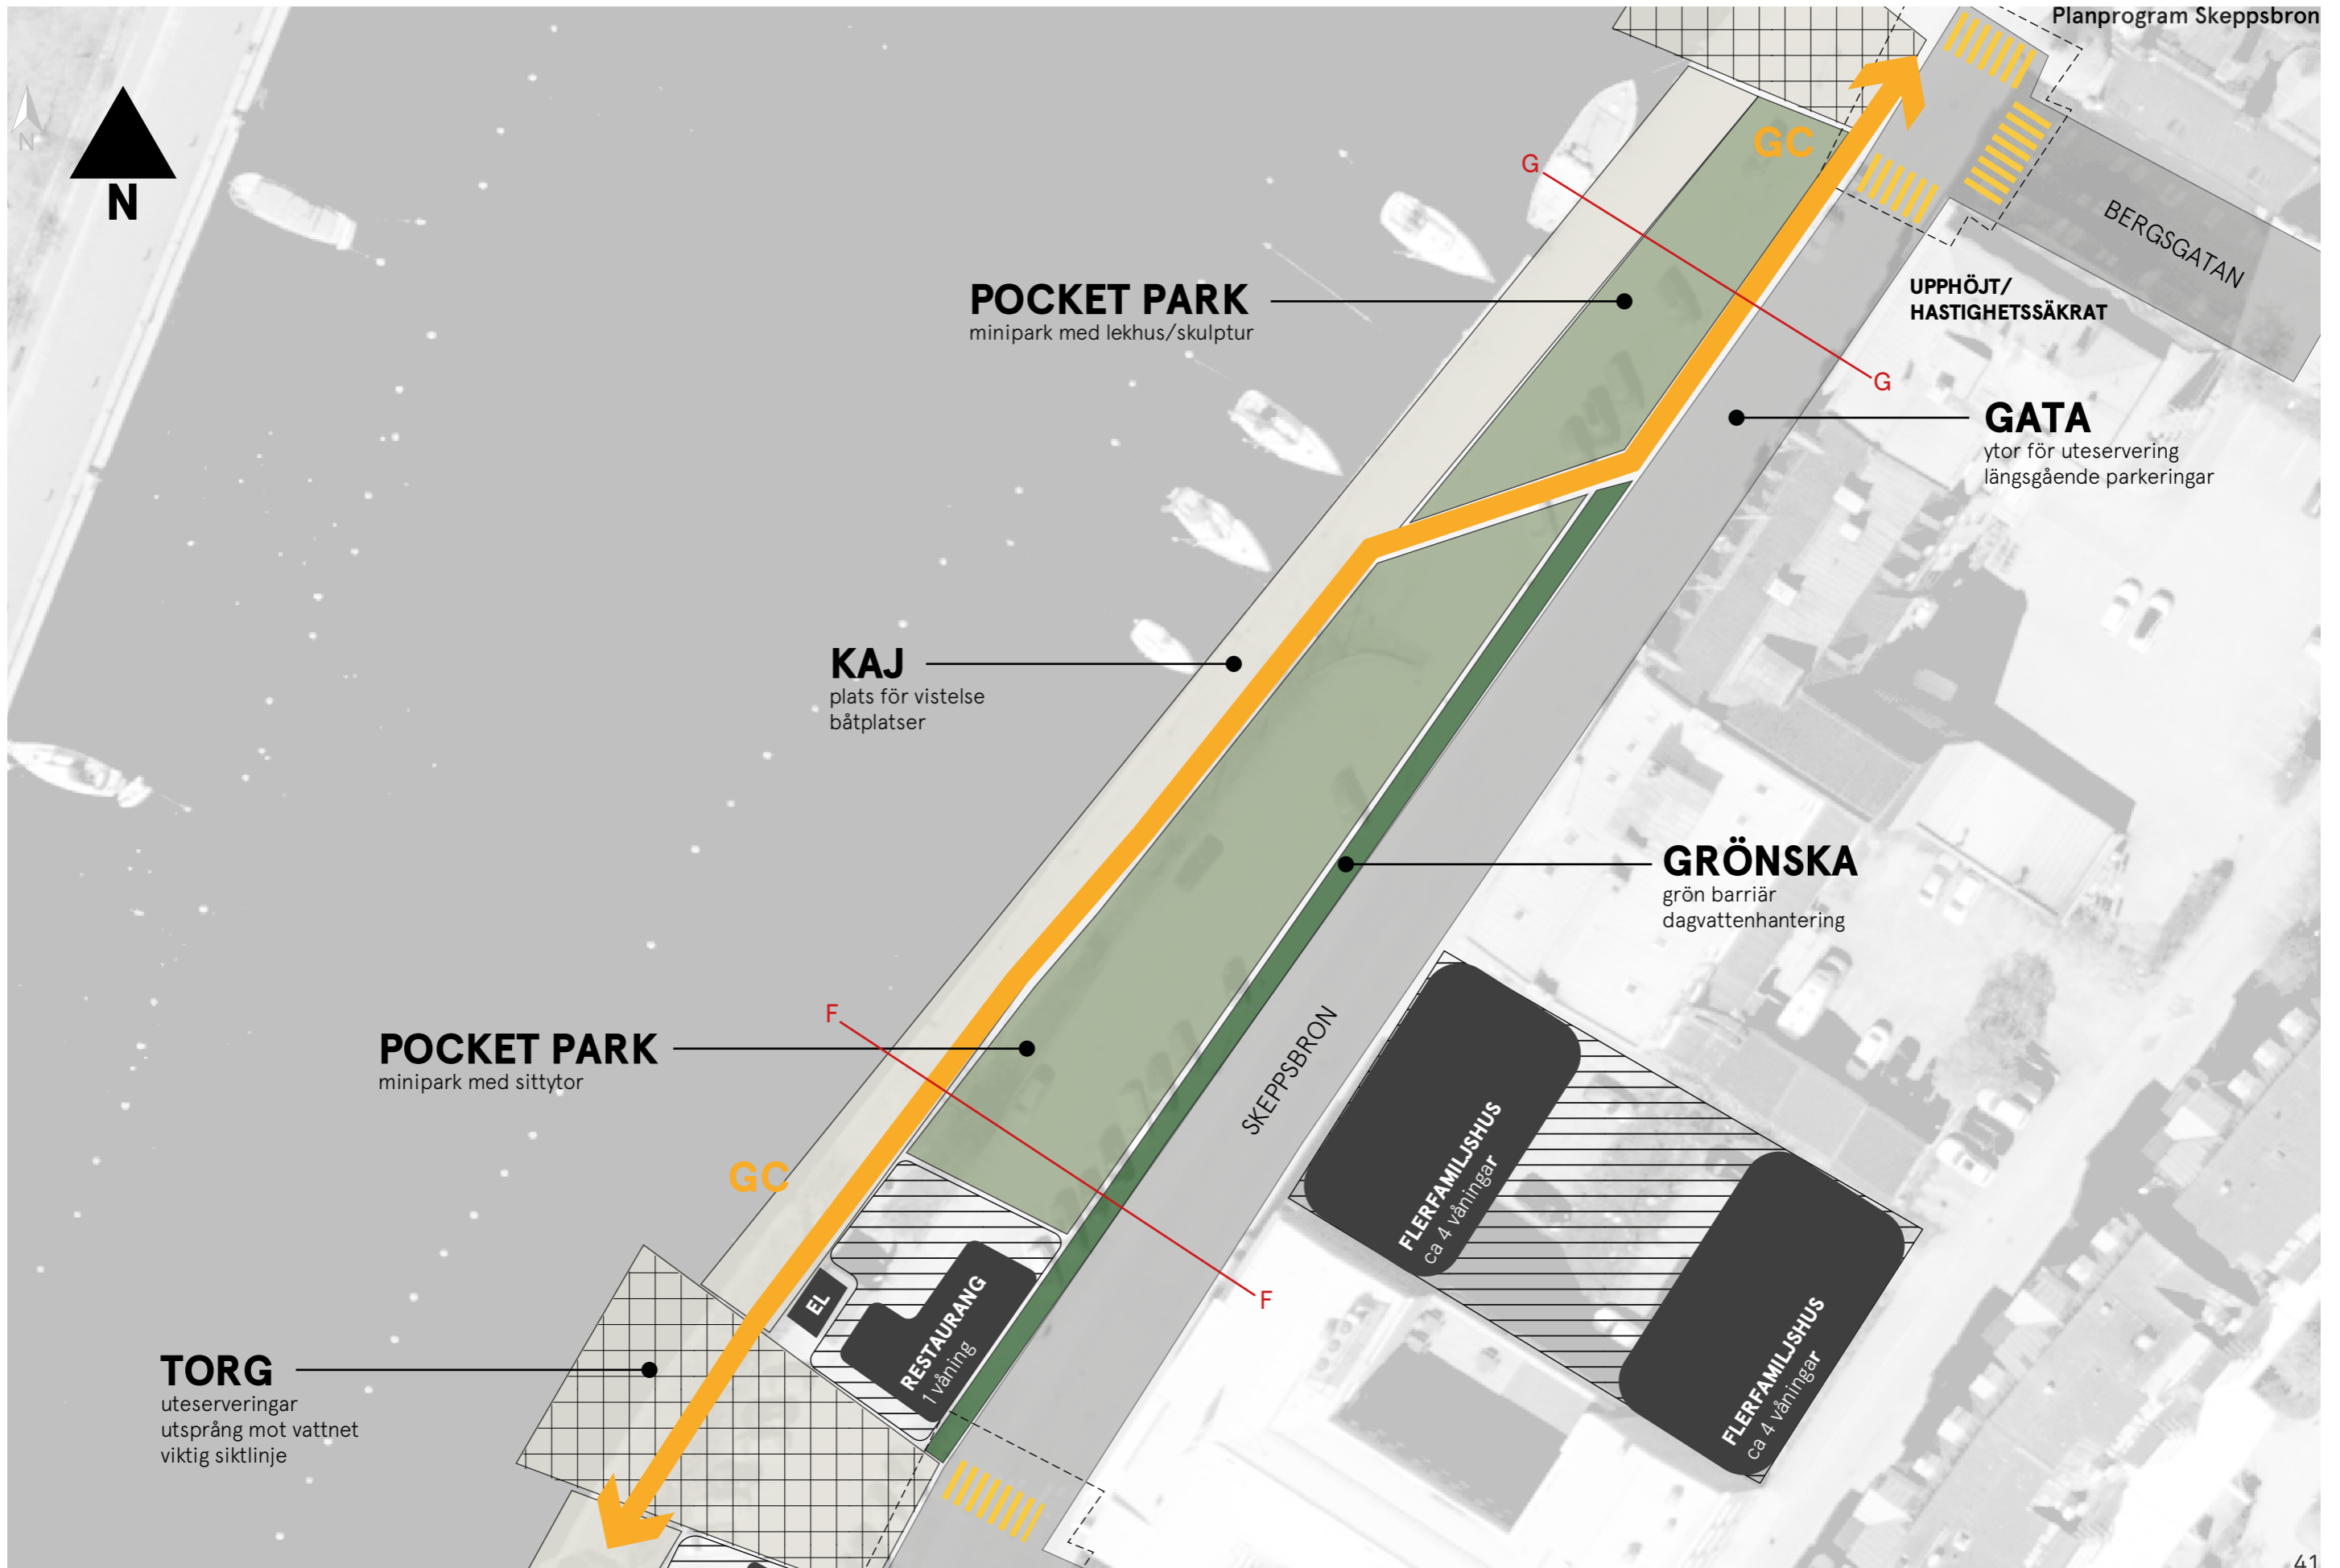 Planprogram Skeppsbron
N
N
GC
G
BERGSGATAN
POCKET PARK
minipark med lekhus/skulptur
UPPHÖJT/
HASTIGHETSSÄKRAT
G
GATA
ytor för uteservering
längsgående parkeringar
KAJ
plats för vistelse
båtplatser
GRÖNSKA
grön barriär
dagvattenhantering
F
POCKET PARK
minipark med sittytor
SKEPPSBRON
GC
FLERFAMILJSHUS
ca 4 våningar
F
EL
RESTAURANG
1 våning
FLERFAMILJSHUS
ca 4 våningar
TORG
uteserveringar
utsprång mot vattnet
viktig siktlinje
41